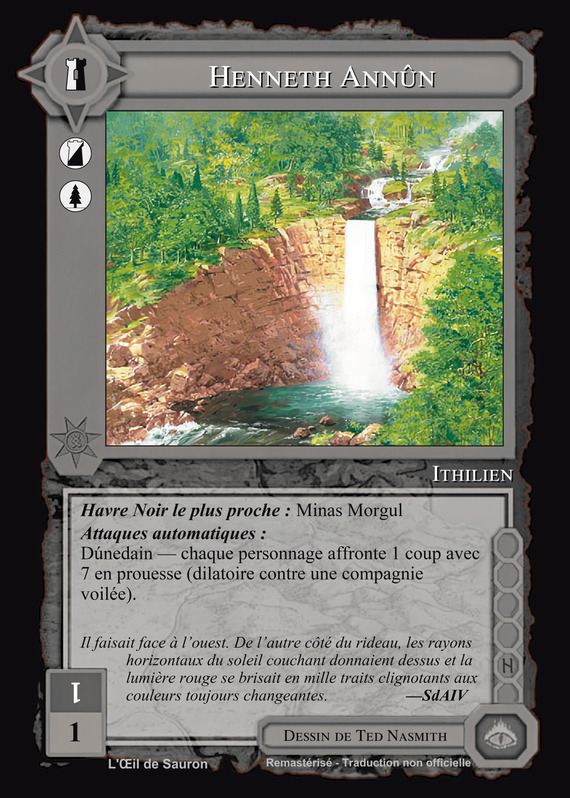 Henneth Annûn
Ithilien
Havre Noir le plus proche : Minas Morgul
Attaques automatiques :
Dúnedain — chaque personnage affronte 1 coup avec
7 en prouesse (dilatoire contre une compagnie
voilée).
Il faisait face à l'ouest. De l'autre côté du rideau, les rayons
horizontaux du soleil couchant donnaient dessus et la
lumière rouge se brisait en mille traits clignotants aux
couleurs toujours changeantes. —SdAIV
1
1
Dessin de Ted Nasmith
L'Œil de Sauron
Remastérisé - Traduction non officielle